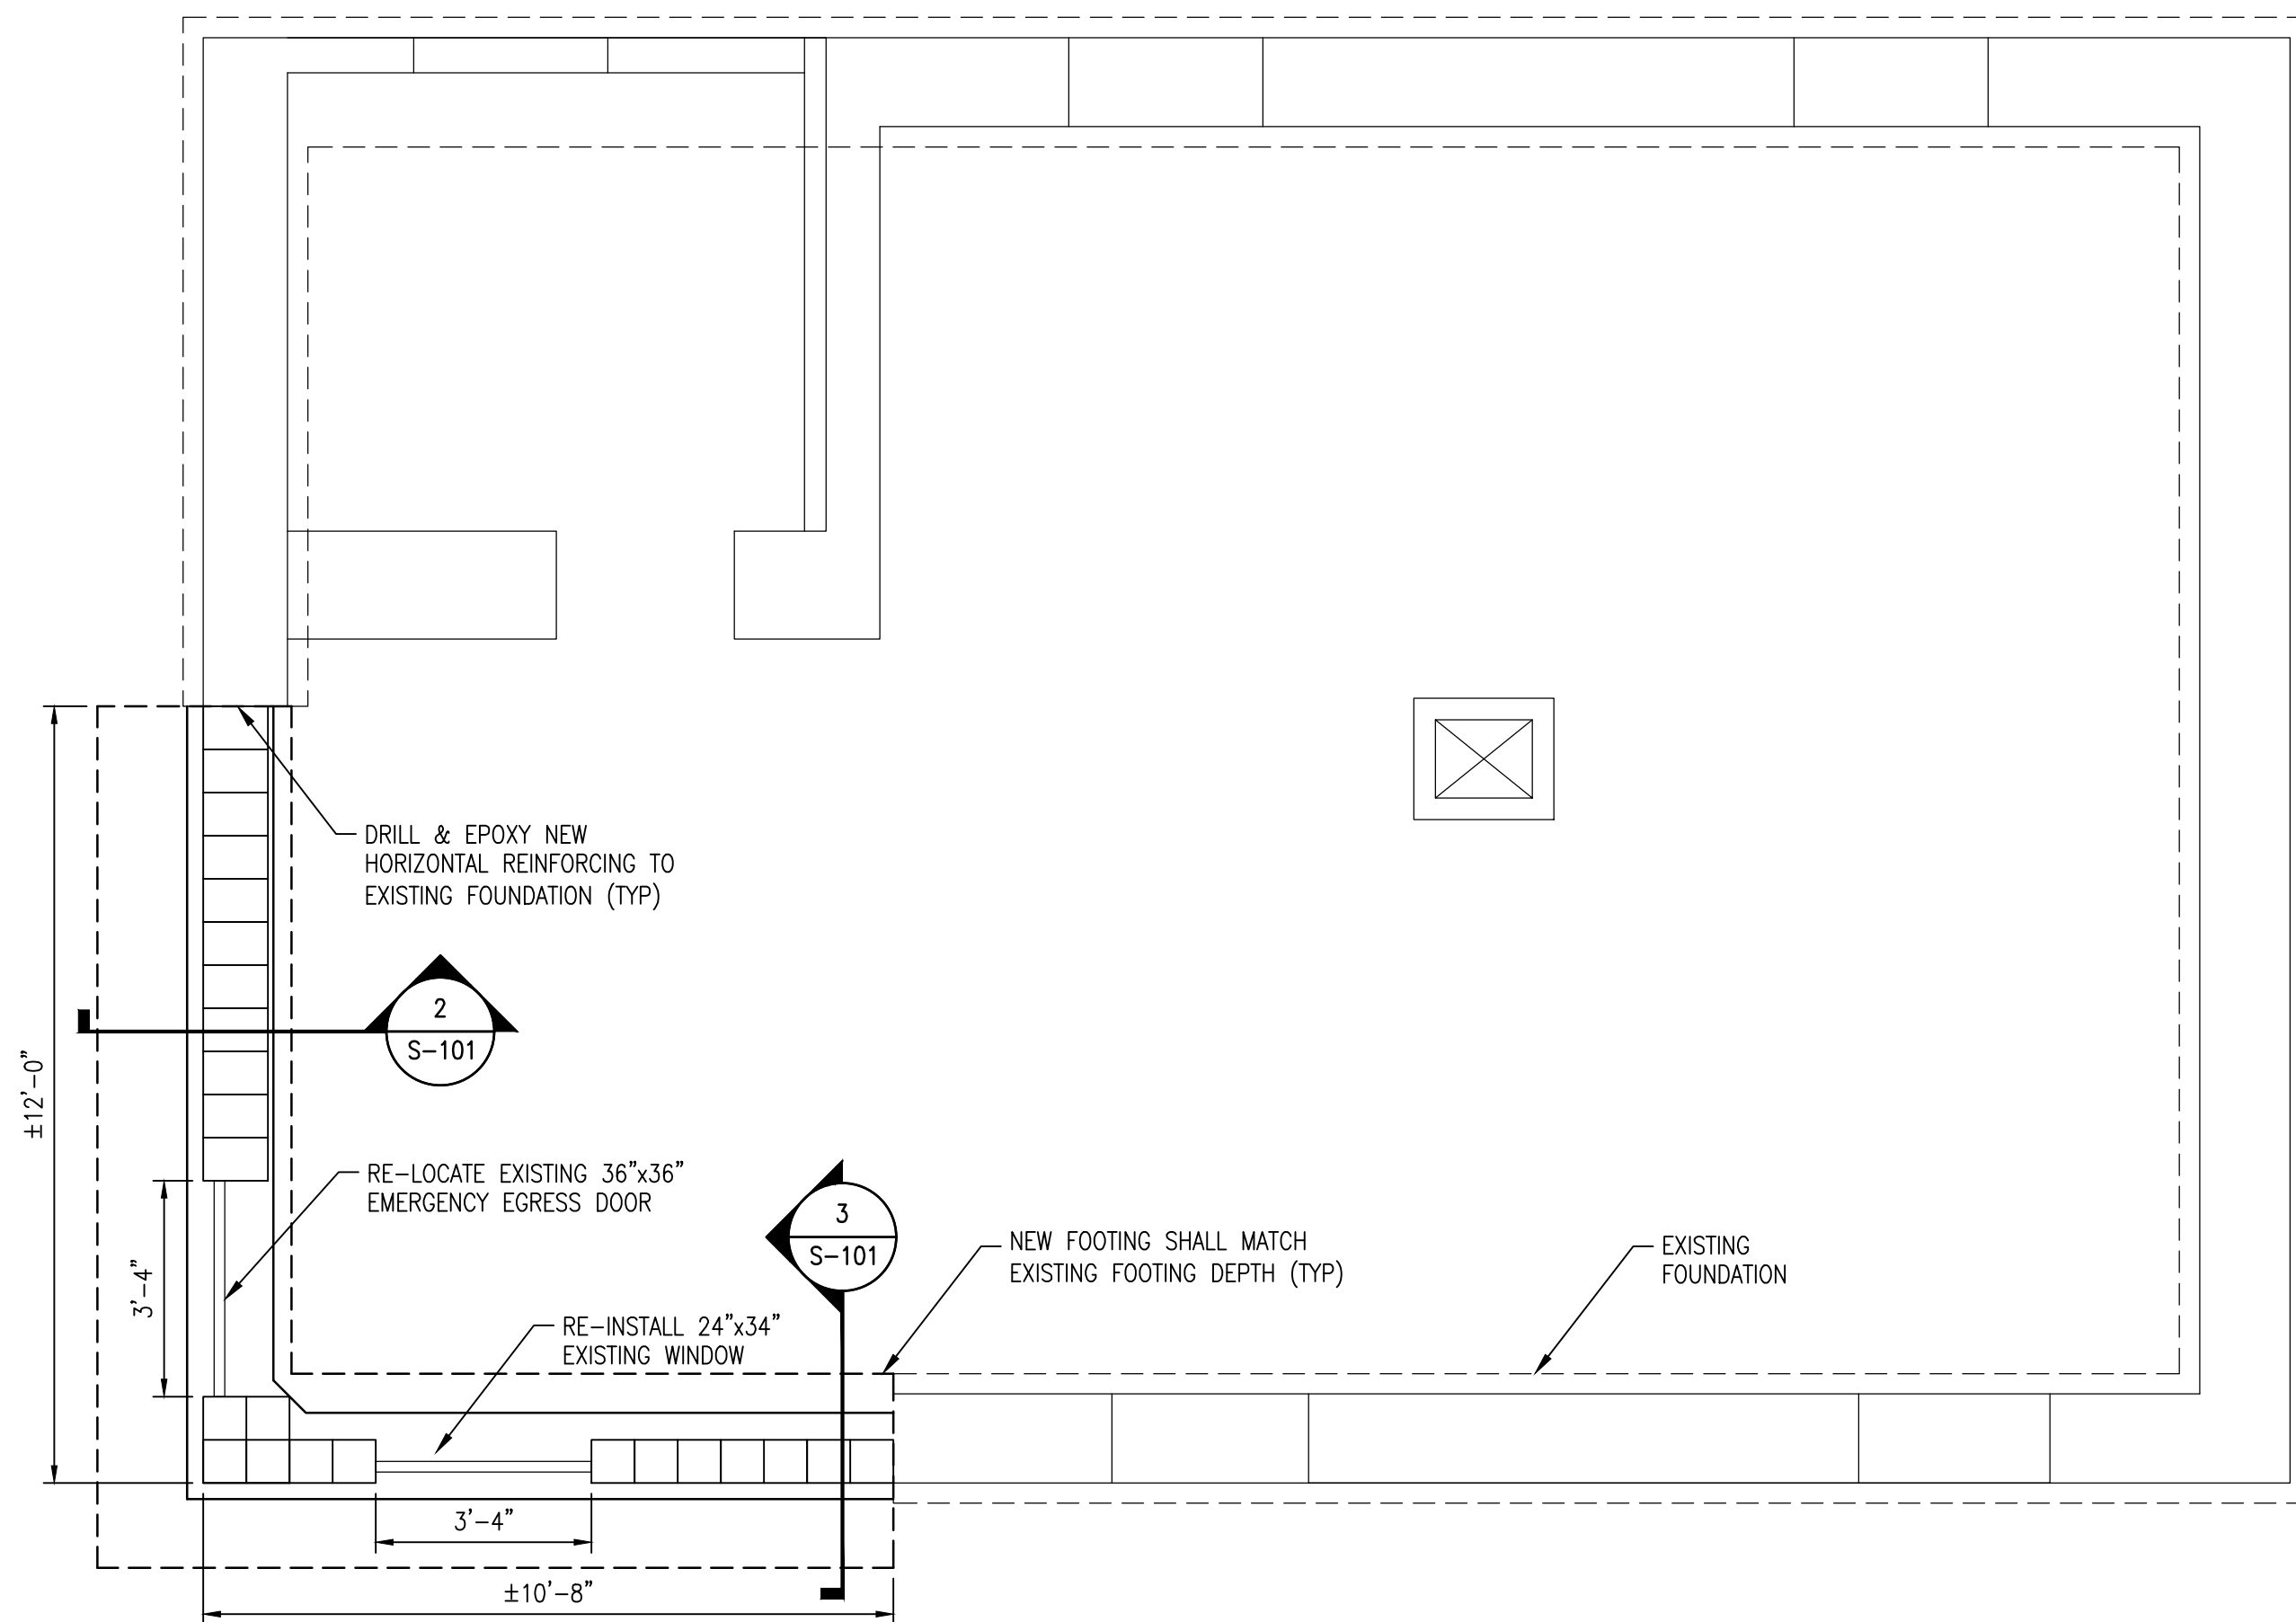 DRILL & EPOXY NEW
HORIZONTAL REINFORCING TO
EXISTING FOUNDATION (TYP)
2
S-101
±12'-0"
RE-LOCATE EXISTING 36"x36"
EMERGENCY EGRESS DOOR
3'-4"
3
S-101
NEW FOOTING SHALL MATCH
EXISTING FOOTING DEPTH (TYP)
EXISTING
FOUNDATION
RE-INSTALL 24"x34"
EXISTING WINDOW
3'-4"
±10'-8"